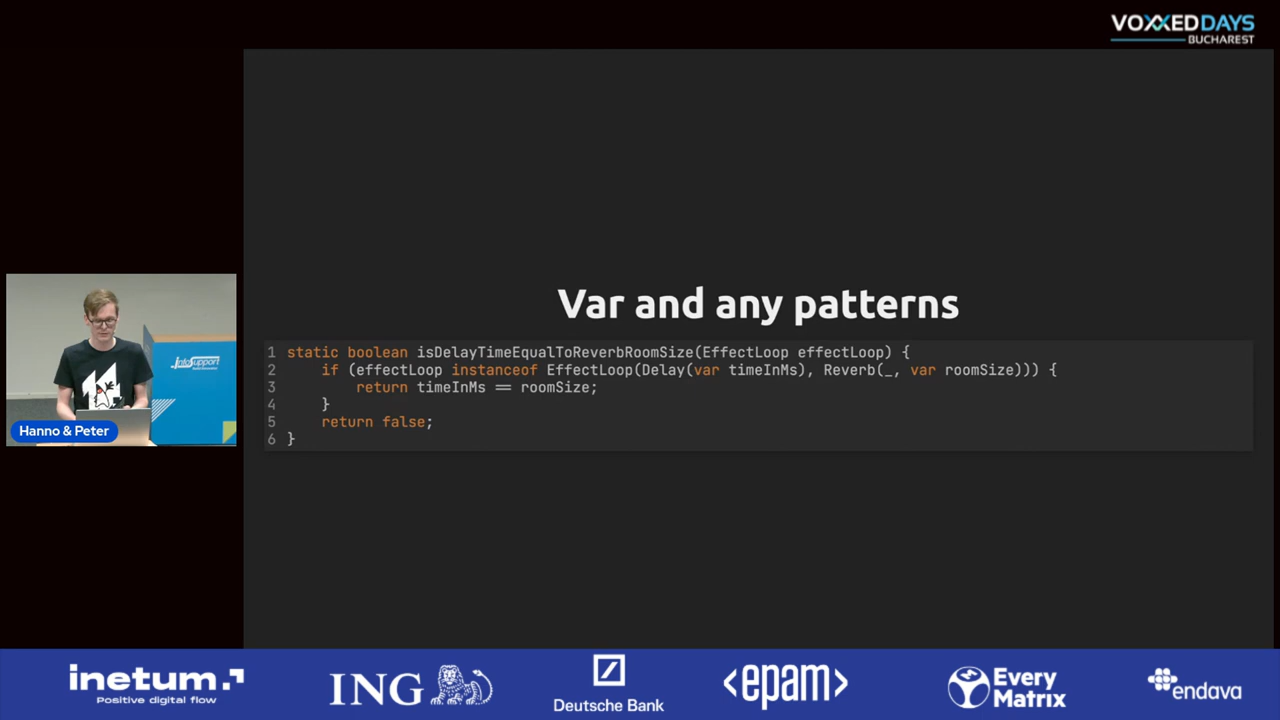 VOXXEDDAYS
BUCHAREST
Var and any patterns
1 static boolean isDelayTimeEqualToReverbRoomSize(EffectLoop effectLoop) {
2 if (effectLoop instanceof EffectLoop(Delay(var timeInMs), Reverb(_, var roomSize))) {
3 return timeInMs == roomSize;
4 }
5 return false;
6 }
infoSupport
Hanno & Peter
inetum.
Positive digital flow
ING
Deutsche Bank
<epam>
Every
Matrix
endava